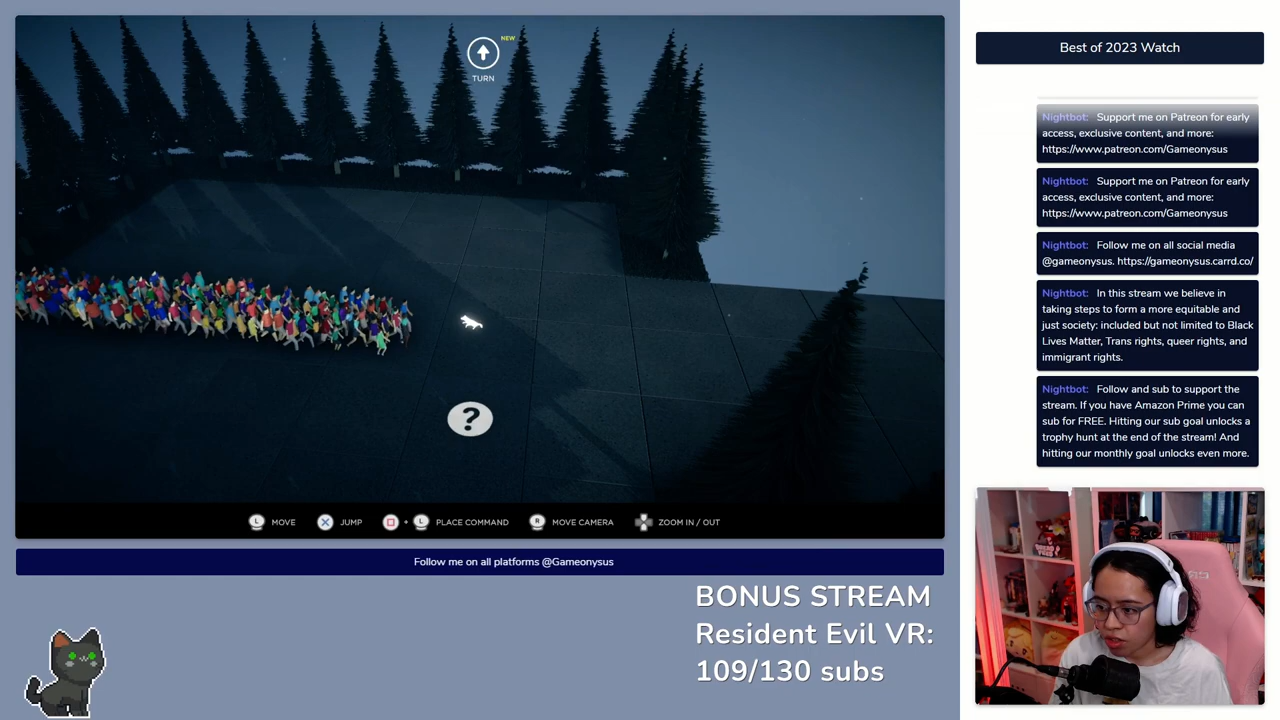 NEW
TURN
?
L MOVE
JUMP
+ L PLACE COMMAND
R MOVE CAMERA
ZOOM IN / OUT
Follow me on all platforms @Gameonysus
BONUS STREAM
Resident Evil VR:
109/130 subs
Best of 2023 Watch
Nightbot: Support me on Patreon for early
access, exclusive content, and more:
https://www.patreon.com/Gameonysus
Nightbot: Support me on Patreon for early
access, exclusive content, and more:
https://www.patreon.com/Gameonysus
Nightbot: Follow me on all social media
@gameonysus. https://gameonysus.carrd.co/
Nightbot: In this stream we believe in
taking steps to form a more equitable and
just society: included but not limited to Black
Lives Matter, Trans rights, queer rights, and
immigrant rights.
Nightbot: Follow and sub to support the
stream. If you have Amazon Prime you can
sub for FREE. Hitting our sub goal unlocks a
trophy hunt at the end of the stream! And
hitting our monthly goal unlocks even more.